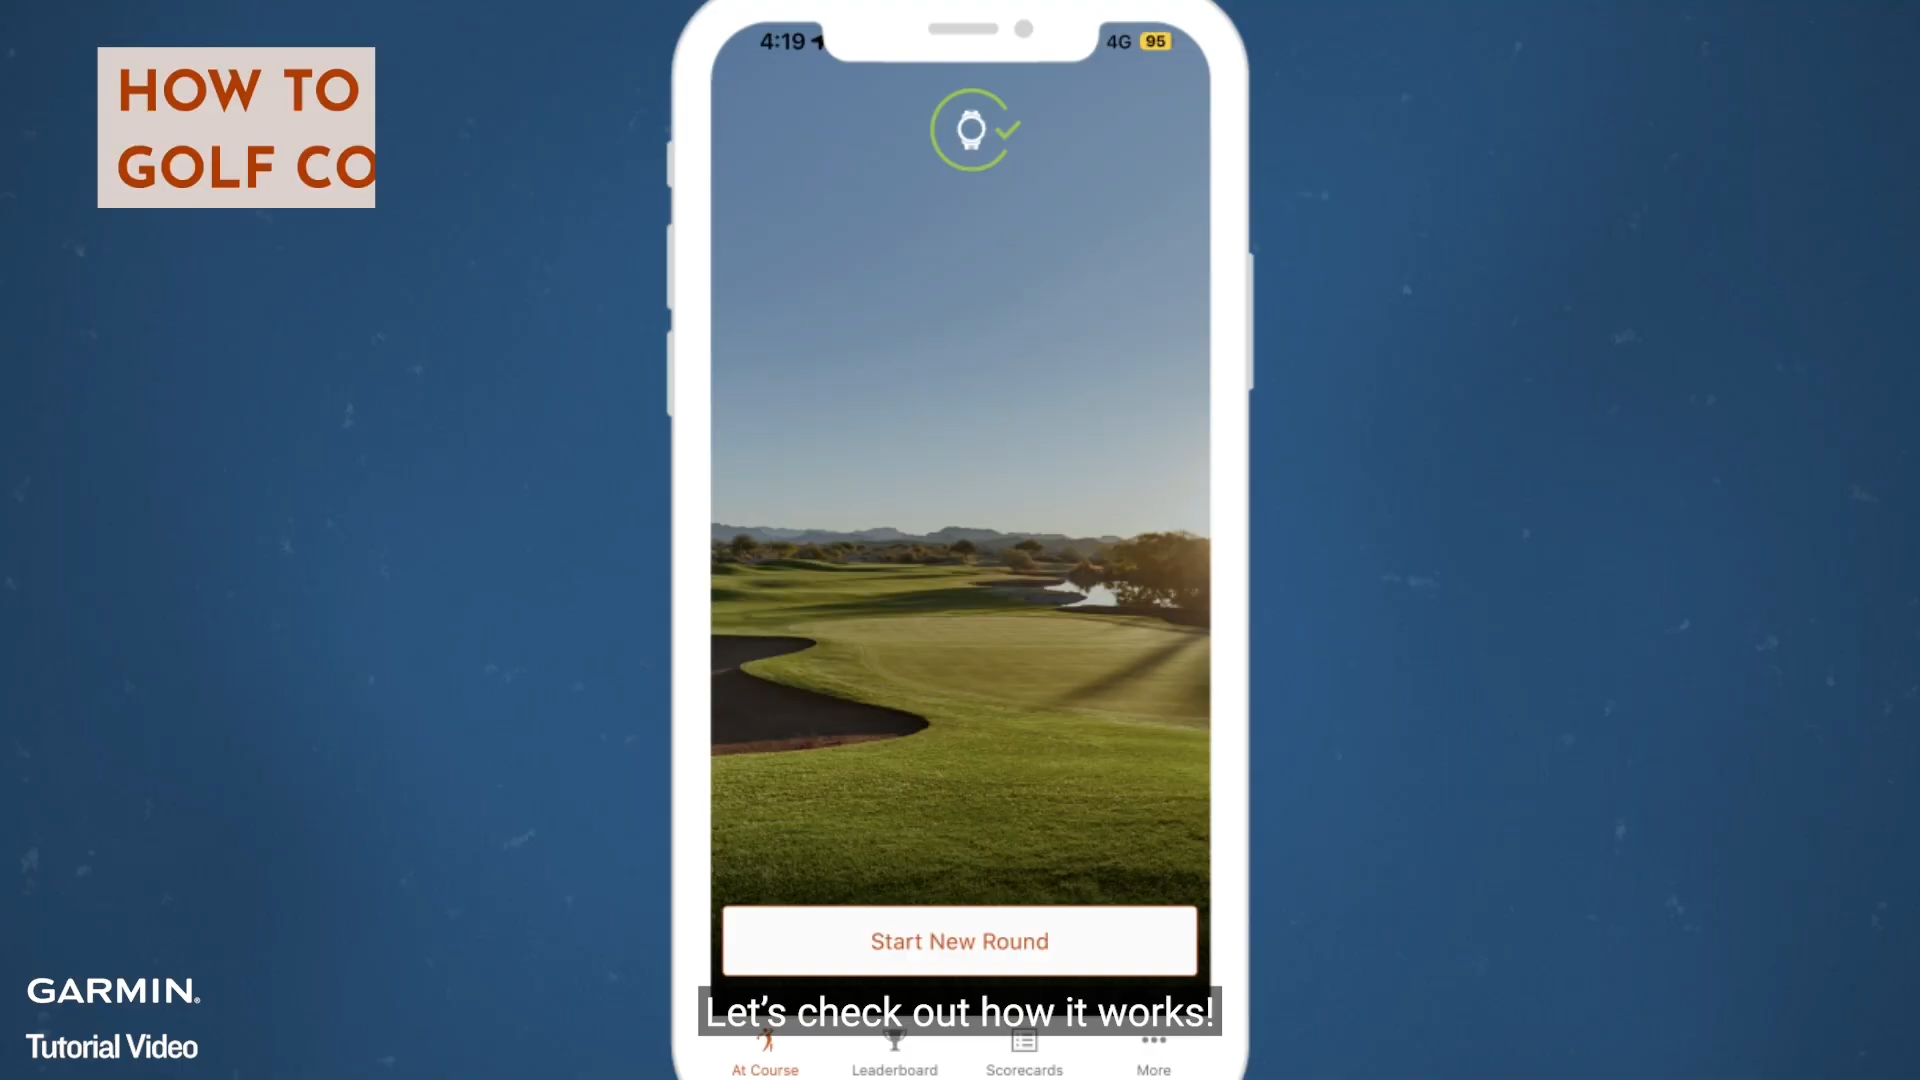 HOW TO
GOLF CO
4:19
4G 95
Start New Round
Let's check out how it works!
At Course
Leaderboard
Scorecards
More
GARMIN®
Tutorial Video